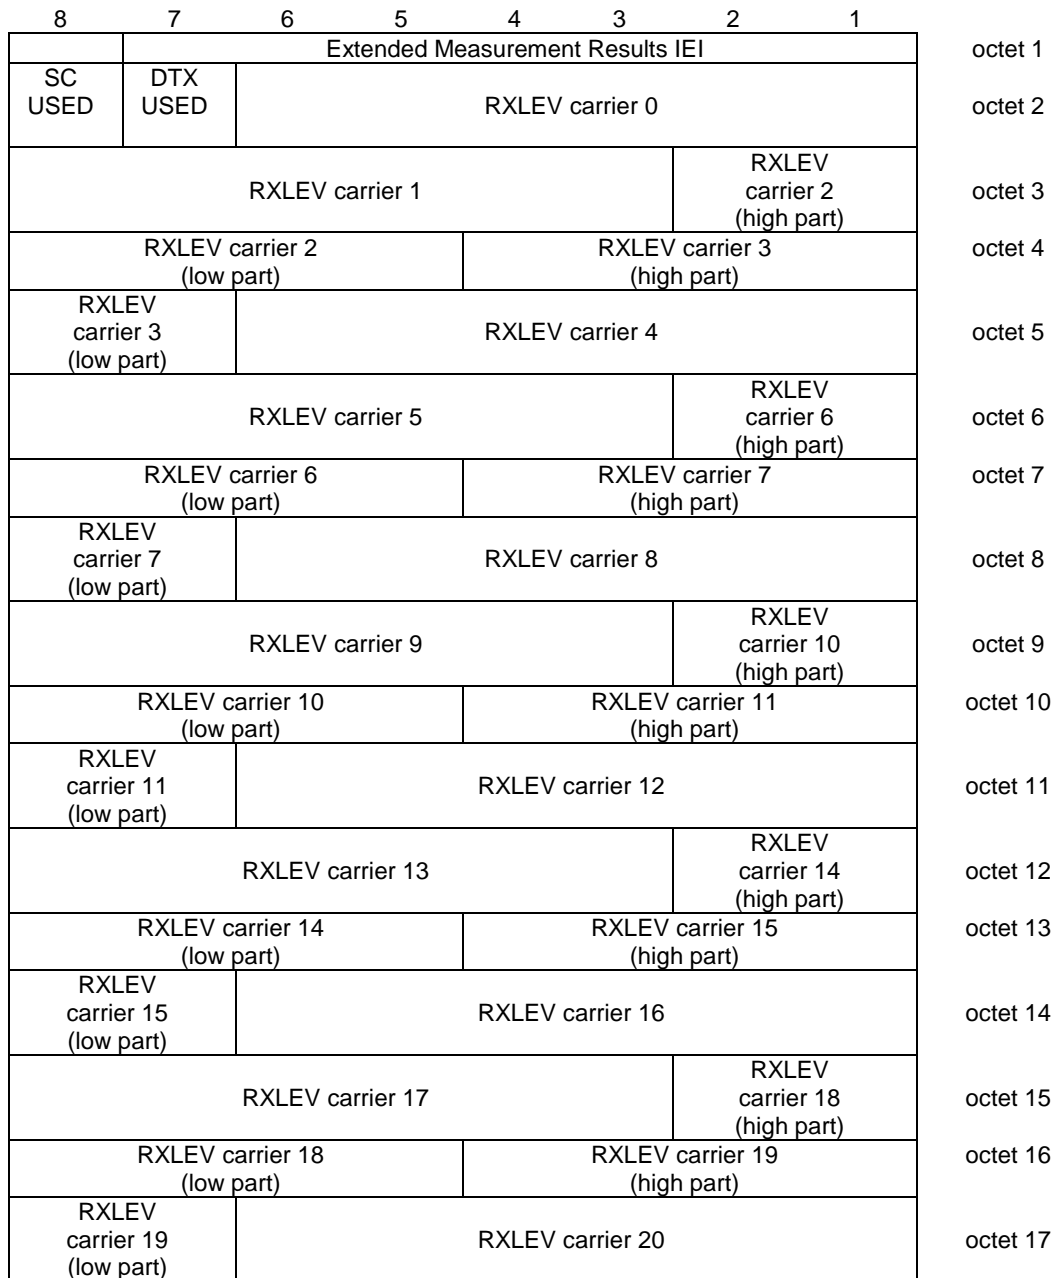 8 7 6 5 4 3 2 1
Extended Measurement Results IEI octet 1
SC DTX
USED USED RXLEV carrier 0 octet 2
RXLEV
RXLEV carrier 1 carrier 2 octet 3
(high part)
RXLEV carrier 2 RXLEV carrier 3 octet 4
(low part) (high part)
RXLEV
carrier 3 RXLEV carrier 4 octet 5
(low part)
RXLEV
RXLEV carrier 5 carrier 6 octet 6
(high part)
RXLEV carrier 6 RXLEV carrier 7 octet 7
(low part) (high part)
RXLEV
carrier 7 RXLEV carrier 8 octet 8
(low part)
RXLEV
RXLEV carrier 9 carrier 10 octet 9
(high part)
RXLEV carrier 10 RXLEV carrier 11 octet 10
(low part) (high part)
RXLEV
carrier 11 RXLEV carrier 12 octet 11
(low part)
RXLEV
RXLEV carrier 13 carrier 14 octet 12
(high part)
RXLEV carrier 14 RXLEV carrier 15 octet 13
(low part) (high part)
RXLEV
carrier 15 RXLEV carrier 16 octet 14
(low part)
RXLEV
RXLEV carrier 17 carrier 18 octet 15
(high part)
RXLEV carrier 18 RXLEV carrier 19 octet 16
(low part) (high part)
RXLEV
carrier 19 RXLEV carrier 20 octet 17
(low part)